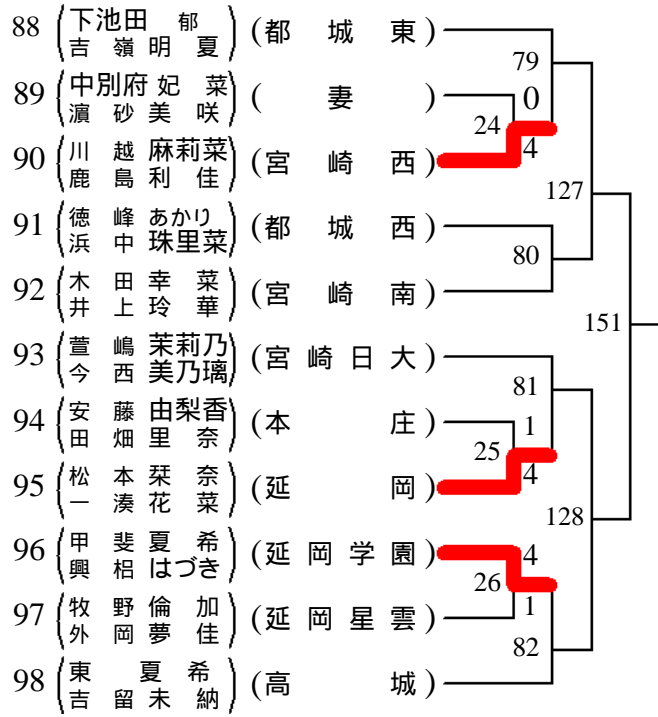 88 (下池田 郁 (都城東)
吉嶺明夏
79
89 (中別府 妃菜 (妻) 0
濵砂美咲 24
4
90 (川越麻莉菜 (宮崎西)
鹿島利佳
127
91 (徳峰あかり (都城西)
浜中珠里菜
80
92 (木田幸菜 (宮崎南)
井上玲華
151
93 (萱嶋茉莉乃 (宮崎日大)
今西美乃璃
81
94 (安藤由梨香 (本庄) 1
田畑里奈 25
4
95 (松本栞奈 (延岡)
一湊花菜
128
96 (甲斐夏希 (延岡学園) 4
興梠はづき 26
1
97 (牧野倫加 (延岡星雲)
外岡夢佳
82
98 (東夏希 (高城)
吉留未納